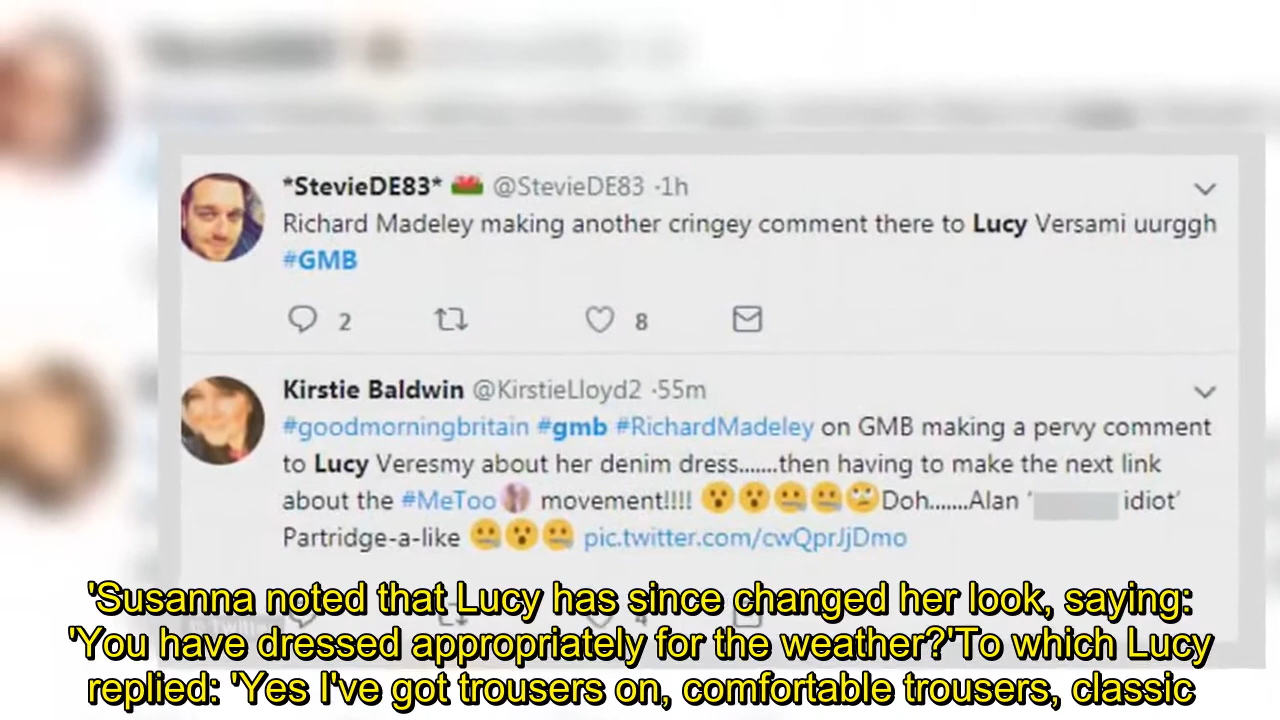 *StevieDE83* @StevieDE83 ·1h
Richard Madeley making another cringey comment there to Lucy Versami uurggh
#GMB
2 8
Kirstie Baldwin @KirstieLloyd2 ·55m
#goodmorningbritain #gmb #RichardMadeley on GMB making a pervy comment
to Lucy Veresmy about her denim dress.......then having to make the next link
about the #MeToo movement!!!! Doh.......Alan ' idiot'
Partridge-a-like pic.twitter.com/cwQprJjDmo
4
'Susanna noted that Lucy has since changed her look, saying:
'You have dressed appropriately for the weather?'To which Lucy
replied: 'Yes I've got trousers on, comfortable trousers, classic